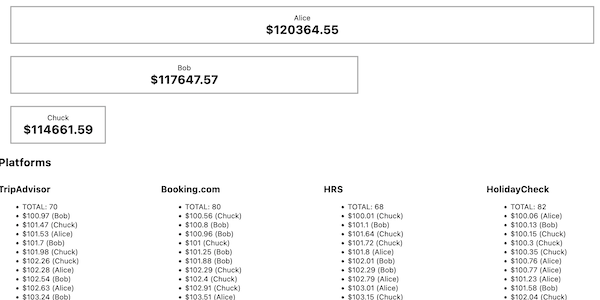 Alice
$120364.55
Bob
$117647.57
Chuck
$114661.59
Platforms
TripAdvisor
• TOTAL: 70
• $100.97 (Bob)
• $101.47 (Chuck)
• $101.53 (Alice)
• $101.7 (Bob)
• $101.98 (Chuck)
• $102.26 (Chuck)
• $102.28 (Alice)
• $102.54 (Bob)
• $102.63 (Alice)
• $103.24 (Bob)
Booking.com
• TOTAL: 80
• $100.56 (Chuck)
• $100.8 (Bob)
• $100.96 (Bob)
• $101 (Chuck)
• $101.25 (Bob)
• $101.88 (Bob)
• $102.29 (Chuck)
• $102.4 (Chuck)
• $102.91 (Chuck)
• $103.51 (Alice)
HRS
• TOTAL: 68
• $100.01 (Chuck)
• $101.1 (Bob)
• $101.64 (Chuck)
• $101.72 (Chuck)
• $101.8 (Alice)
• $102.01 (Bob)
• $102.29 (Bob)
• $102.79 (Alice)
• $103.01 (Alice)
• $103.15 (Chuck)
HolidayCheck
• TOTAL: 82
• $100.06 (Alice)
• $100.13 (Bob)
• $100.15 (Chuck)
• $100.3 (Chuck)
• $100.35 (Chuck)
• $100.76 (Alice)
• $100.77 (Alice)
• $101.23 (Alice)
• $101.58 (Bob)
• $102.04 (Chuck)